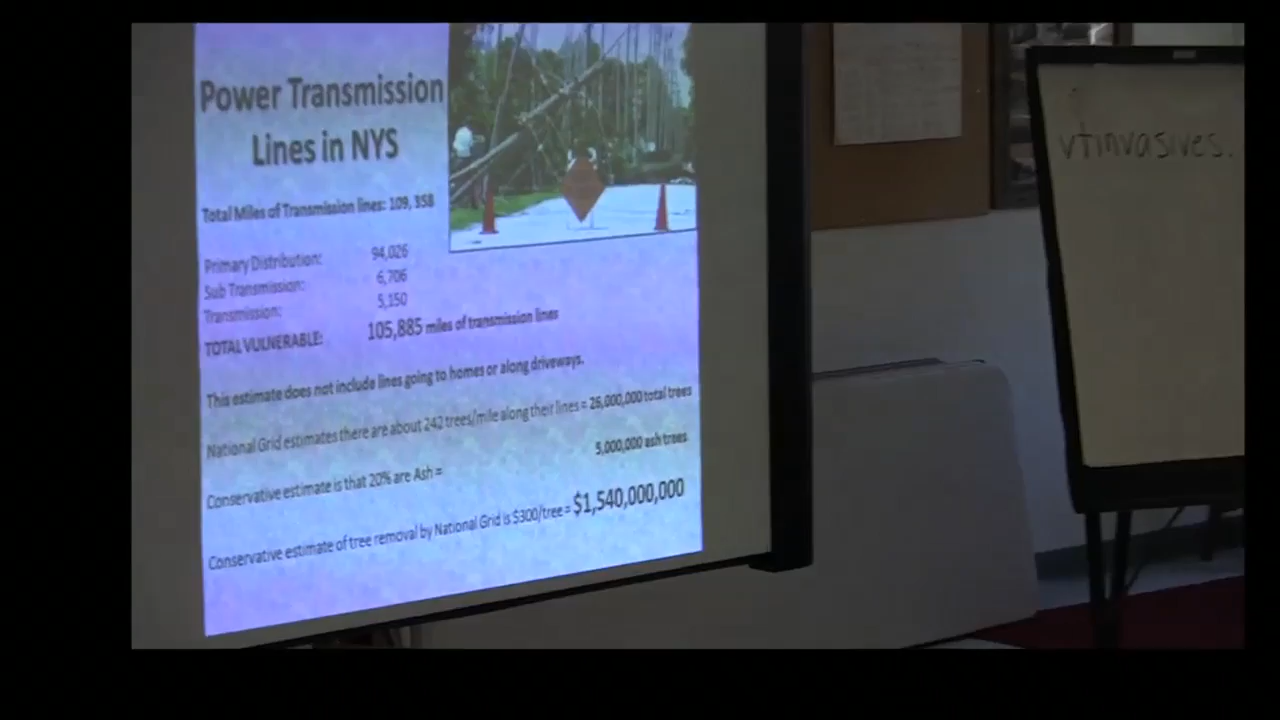 Power Transmission
Lines in NYS
Total Miles of Transmission lines: 109, 358
Primary Distribution: 94,026
Sub Transmission: 6,706
Transmission: 5,150
TOTAL VULNERABLE: 105,885 miles of transmission lines
This estimate does not include lines going to homes or along driveways.
National Grid estimates there are about 242 trees/mile along their lines = 26,000,000 total trees
Conservative estimate is that 20% are Ash = 5,000,000 ash trees
Conservative estimate of tree removal by National Grid is $300/tree = $1,540,000,000
vtinvasives.